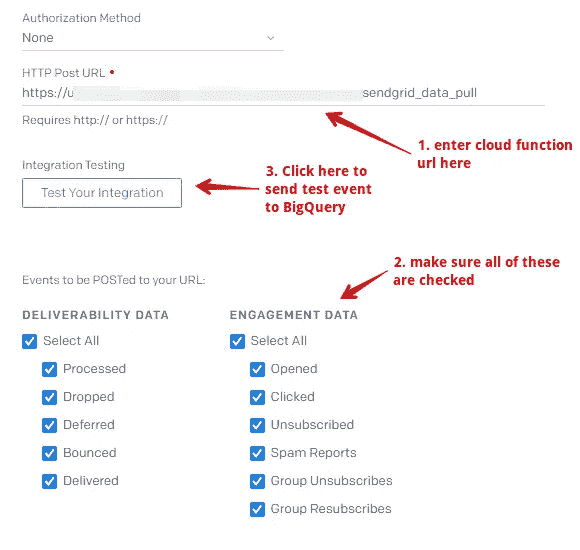 Authorization Method
None
HTTP Post URL •
https://u sendgrid_data_pull
Requires http:// or https://
1. enter cloud function
url here
Integration Testing
Test Your Integration
3. Click here to
send test event
to BigQuery
Events to be POSTed to your URL:
2. make sure all of these
are checked
DELIVERABILITY DATA
Select All
Processed
Dropped
Deferred
Bounced
Delivered
ENGAGEMENT DATA
Select All
Opened
Clicked
Unsubscribed
Spam Reports
Group Unsubscribes
Group Resubscribes